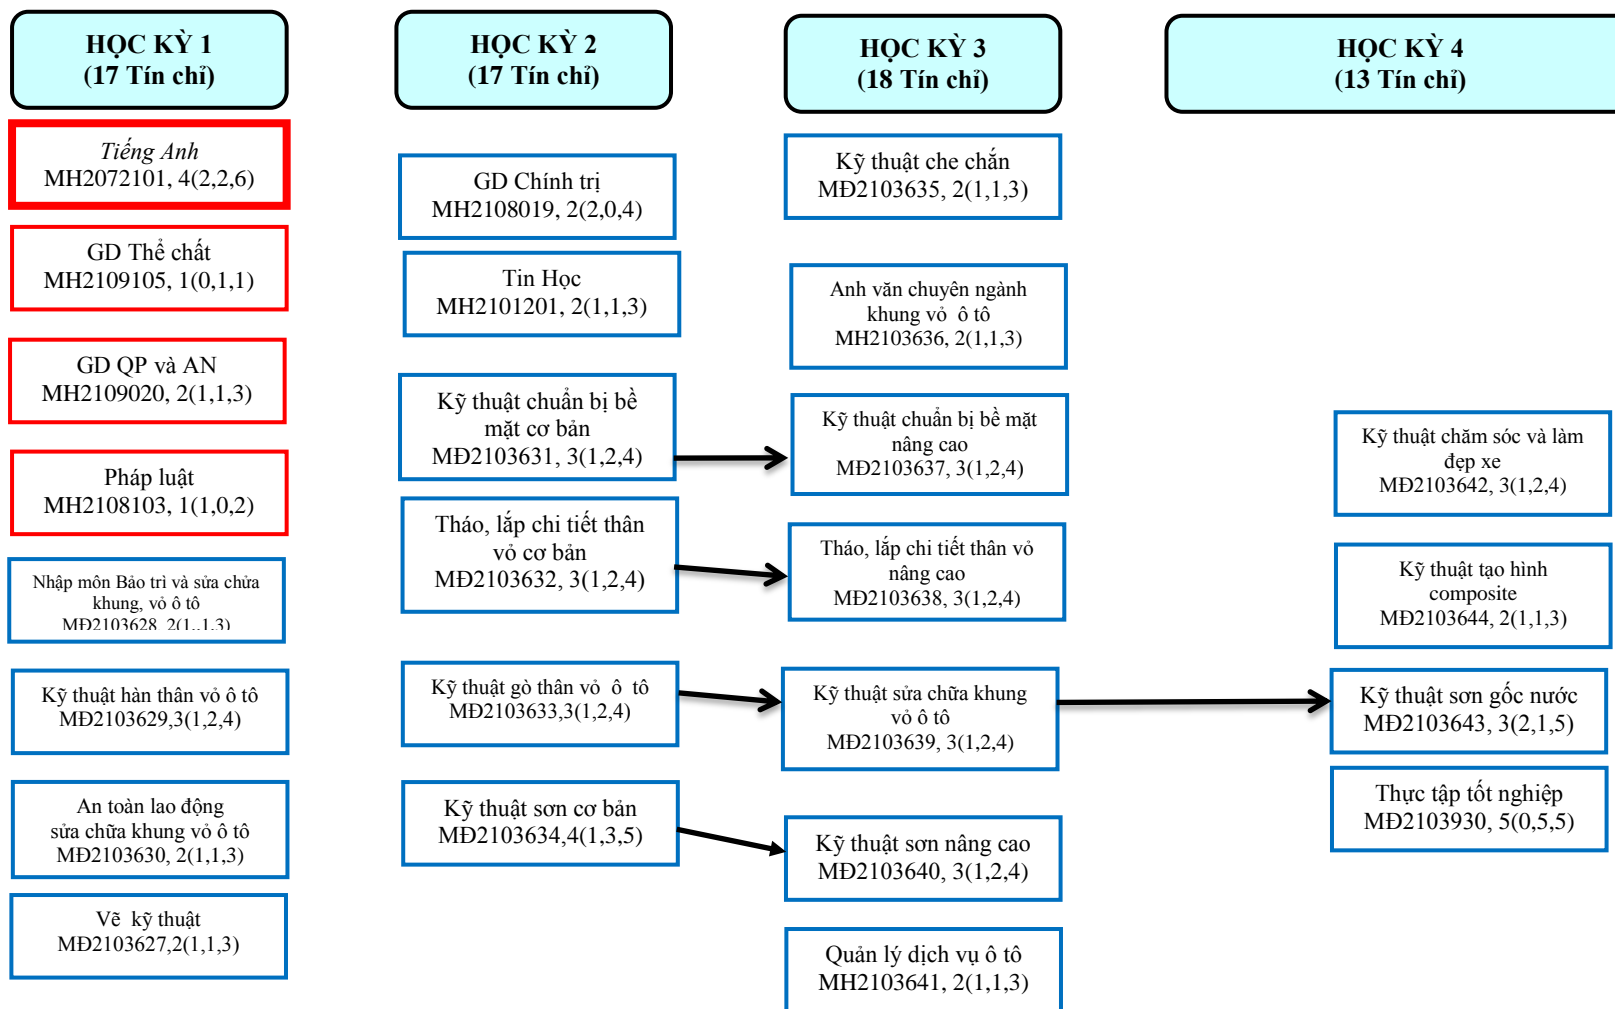 HỌC KỲ 1
(17 Tín chỉ)
Tiếng Anh
MH2072101, 4(2,2,6)
GD Thể chất
MH2109105, 1(0,1,1)
GD QP và AN
MH2109020, 2(1,1,3)
Pháp luật
MH2108103, 1(1,0,2)
Nhập môn Bảo trì và sửa chửa
khung, vỏ ô tô
MĐ2103628, 2(1,,1,3)
Kỹ thuật hàn thân vỏ ô tô
MĐ2103629,3(1,2,4)
An toàn lao động
sửa chữa khung vỏ ô tô
MĐ2103630, 2(1,1,3)
Vẽ kỹ thuật
MĐ2103627,2(1,1,3)
HỌC KỲ 2
(17 Tín chỉ)
GD Chính trị
MH2108019, 2(2,0,4)
Tin Học
MH2101201, 2(1,1,3)
Kỹ thuật chuẩn bị bề
mặt cơ bản
MĐ2103631, 3(1,2,4)
Tháo, lắp chi tiết thân
vỏ cơ bản
MĐ2103632, 3(1,2,4)
Kỹ thuật gò thân vỏ ô tô
MĐ2103633,3(1,2,4)
Kỹ thuật sơn cơ bản
MĐ2103634,4(1,3,5)
HỌC KỲ 3
(18 Tín chỉ)
Kỹ thuật che chắn
MĐ2103635, 2(1,1,3)
Anh văn chuyên ngành
khung vỏ ô tô
MH2103636, 2(1,1,3)
Kỹ thuật chuẩn bị bề mặt
nâng cao
MĐ2103637, 3(1,2,4)
Tháo, lắp chi tiết thân vỏ
nâng cao
MĐ2103638, 3(1,2,4)
Kỹ thuật sửa chữa khung
vỏ ô tô
MĐ2103639, 3(1,2,4)
Kỹ thuật sơn nâng cao
MĐ2103640, 3(1,2,4)
Quản lý dịch vụ ô tô
MH2103641, 2(1,1,3)
HỌC KỲ 4
(13 Tín chỉ)
Kỹ thuật chăm sóc và làm
đẹp xe
MĐ2103642, 3(1,2,4)
Kỹ thuật tạo hình
composite
MĐ2103644, 2(1,1,3)
Kỹ thuật sơn gốc nước
MĐ2103643, 3(2,1,5)
Thực tập tốt nghiệp
MĐ2103930, 5(0,5,5)